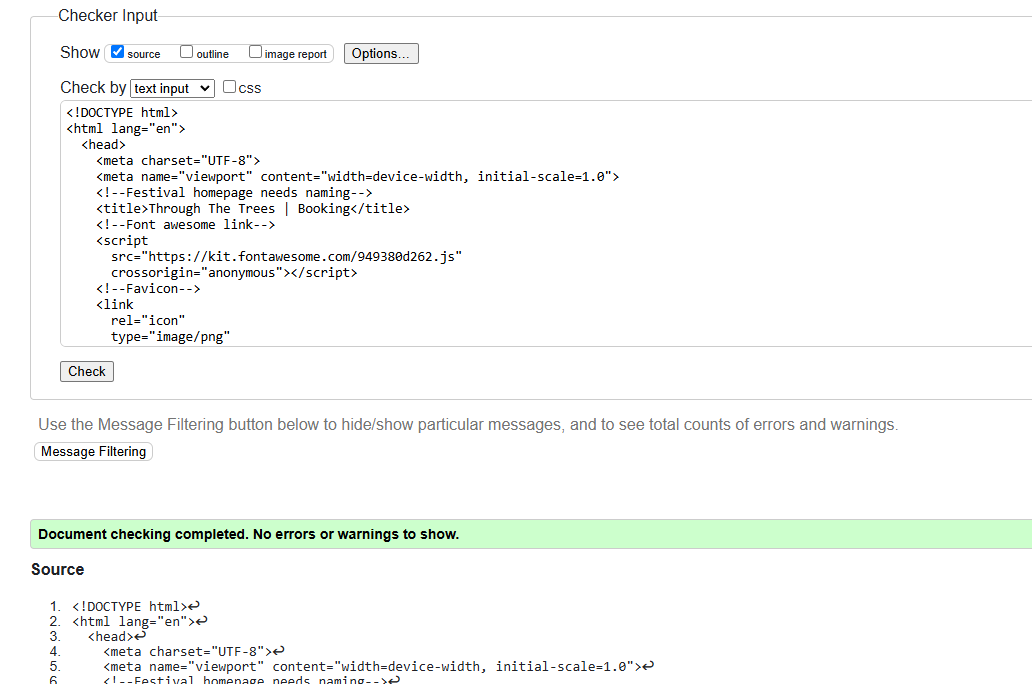 Checker Input
Show source outline image report Options...
Check by text input css
<!DOCTYPE html>
<html lang="en">
  <head>
    <meta charset="UTF-8">
    <meta name="viewport" content="width=device-width, initial-scale=1.0">
    <!--Festival homepage needs naming-->
    <title>Through The Trees | Booking</title>
    <!--Font awesome link-->
    <script
      src="https://kit.fontawesome.com/949380d262.js"
      crossorigin="anonymous"></script>
    <!--Favicon-->
    <link
      rel="icon"
      type="image/png"
Check
Use the Message Filtering button below to hide/show particular messages, and to see total counts of errors and warnings.
Message Filtering
Document checking completed. No errors or warnings to show.
Source
1. <!DOCTYPE html>↩
2. <html lang="en">↩
3.   <head>↩
4.     <meta charset="UTF-8">↩
5.     <meta name="viewport" content="width=device-width, initial-scale=1.0">↩
6.     <!--Festival homepage needs naming-->↩